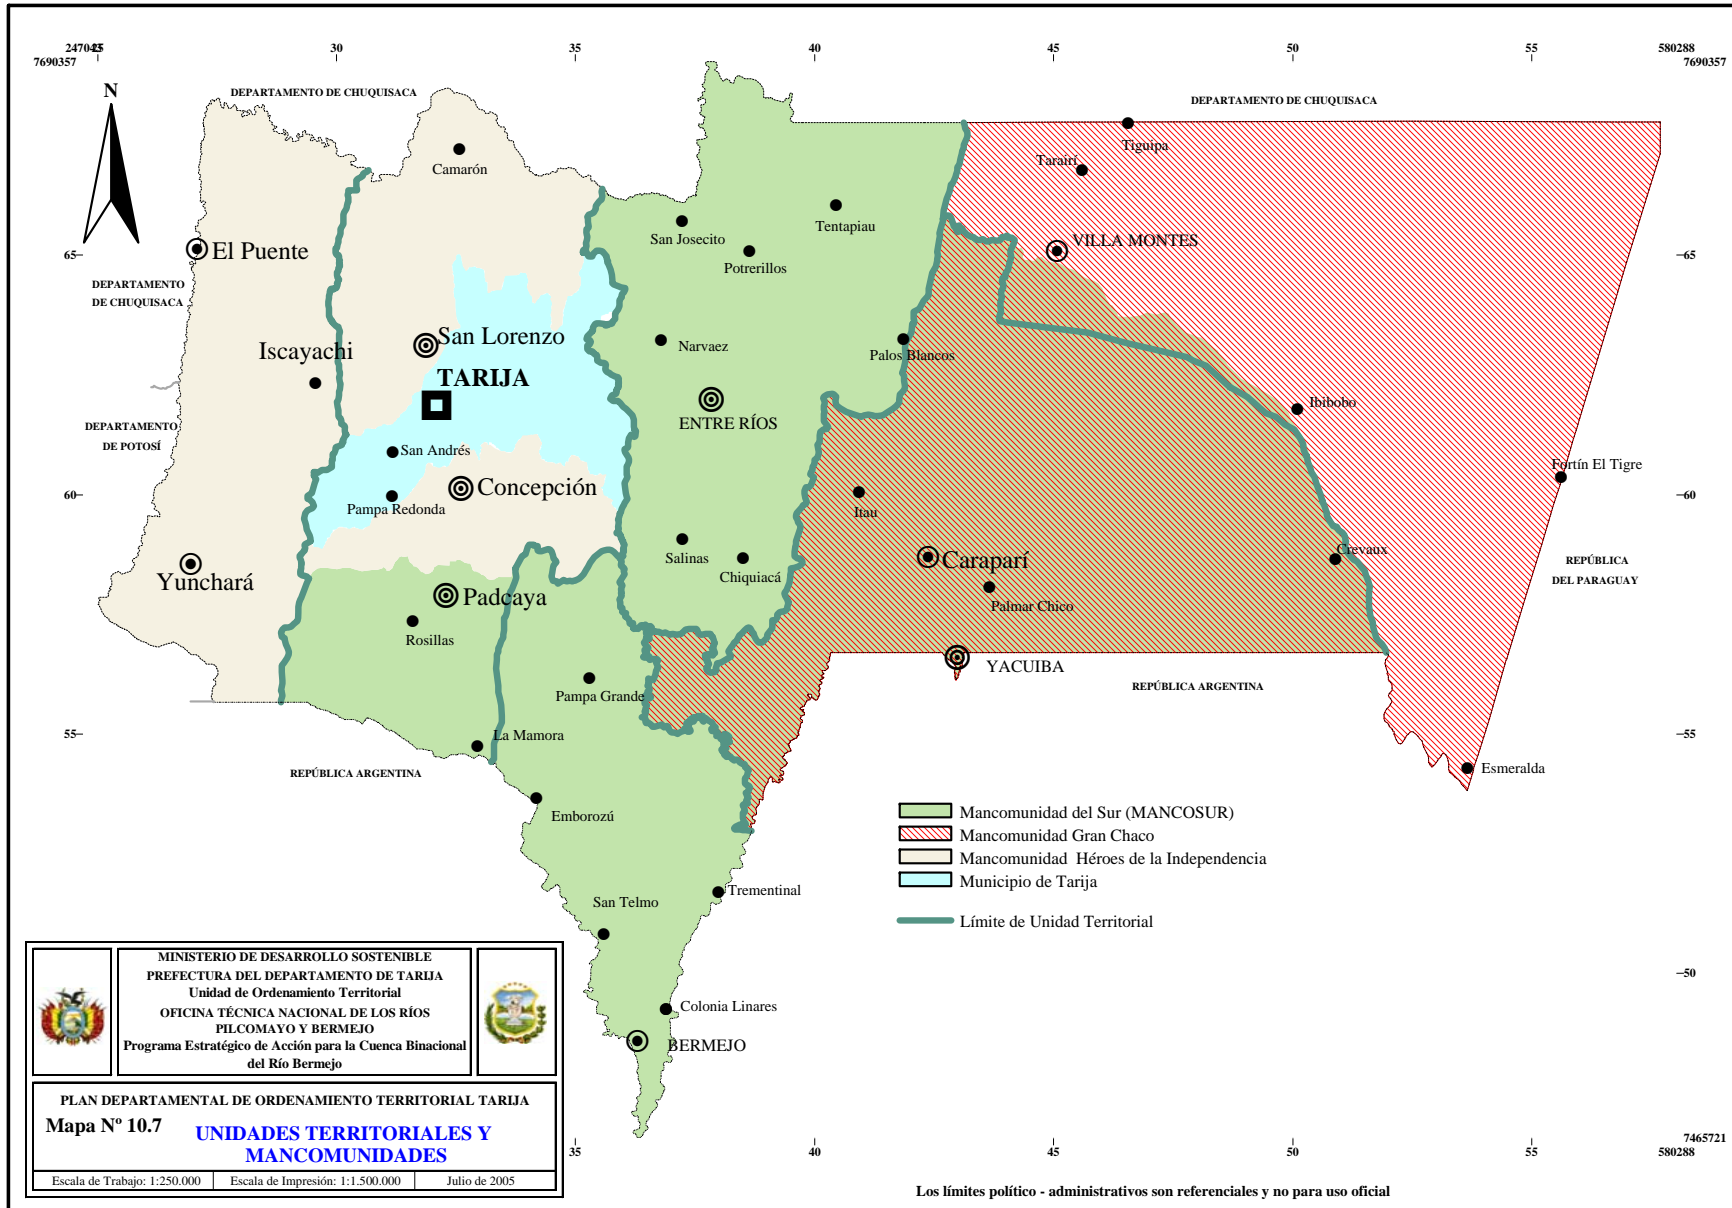 247043
25
30
35
40
45
50
55
580288
7690357
7690357
N
DEPARTAMENTO DE CHUQUISACA
DEPARTAMENTO DE CHUQUISACA
Camarón
Tiguipa
Tarairí
Tentapiau
San Josecito
Potrerillos
El Puente
VILLA MONTES
65
65
DEPARTAMENTO
DE CHUQUISACA
San Lorenzo
Iscayachi
Narvaez
Palos Blancos
TARIJA
ENTRE RÍOS
Ibibobo
DEPARTAMENTO
DE POTOSÍ
San Andrés
Fortín El Tigre
Concepción
60
60
Pampa Redonda
Itau
Salinas
Chiquiacá
Caraparí
Crevaux
REPÚBLICA
DEL PARAGUAY
Yunchará
Padcaya
Palmar Chico
Rosillas
YACUIBA
REPÚBLICA ARGENTINA
Pampa Grande
55
55
La Mamora
REPÚBLICA ARGENTINA
Esmeralda
Emborozú
Mancomunidad del Sur (MANCOSUR)
Mancomunidad Gran Chaco
Mancomunidad Héroes de la Independencia
Municipio de Tarija
Límite de Unidad Territorial
Trementinal
San Telmo
50
Colonia Linares
BERMEJO
MINISTERIO DE DESARROLLO SOSTENIBLE
PREFECTURA DEL DEPARTAMENTO DE TARIJA
Unidad de Ordenamiento Territorial
OFICINA TÉCNICA NACIONAL DE LOS RÍOS
PILCOMAYO Y BERMEJO
Programa Estratégico de Acción para la Cuenca Binacional
del Río Bermejo
PLAN DEPARTAMENTAL DE ORDENAMIENTO TERRITORIAL TARIJA
Mapa Nº 10.7
UNIDADES TERRITORIALES Y
MANCOMUNIDADES
Escala de Trabajo: 1:250.000
Escala de Impresión: 1:1.500.000
Julio de 2005
35
40
45
50
55
7465721
580288
Los límites político - administrativos son referenciales y no para uso oficial